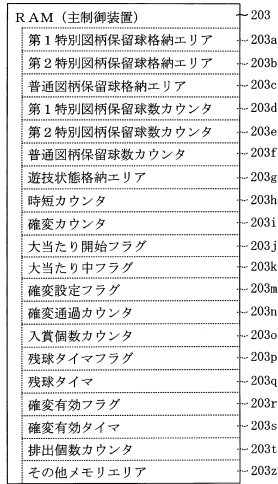 RAM(主制御装置) 203
第1特別図柄保留球格納エリア 203a
第2特別図柄保留球格納エリア 203b
普通図柄保留球格納エリア 203c
第1特別図柄保留球数カウンタ 203d
第2特別図柄保留球数カウンタ 203e
普通図柄保留球数カウンタ 203f
遊技状態格納エリア 203g
時短カウンタ 203h
確変カウンタ 203i
大当たり開始フラグ 203j
大当たり中フラグ 203k
確変設定フラグ 203m
確変通過カウンタ 203n
入賞個数カウンタ 203o
残球タイマフラグ 203p
残球タイマ 203q
確変有効フラグ 203r
確変有効タイマ 203s
排出個数カウンタ 203t
その他メモリエリア 203z